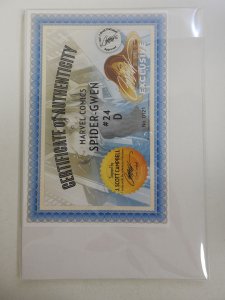 CERTIFICATE OF AUTHENTICITY
MARVEL COMICS
SPIDER-GWEN
#24
D
EXCLUSIVE
J. SCOTT CAMPBELL